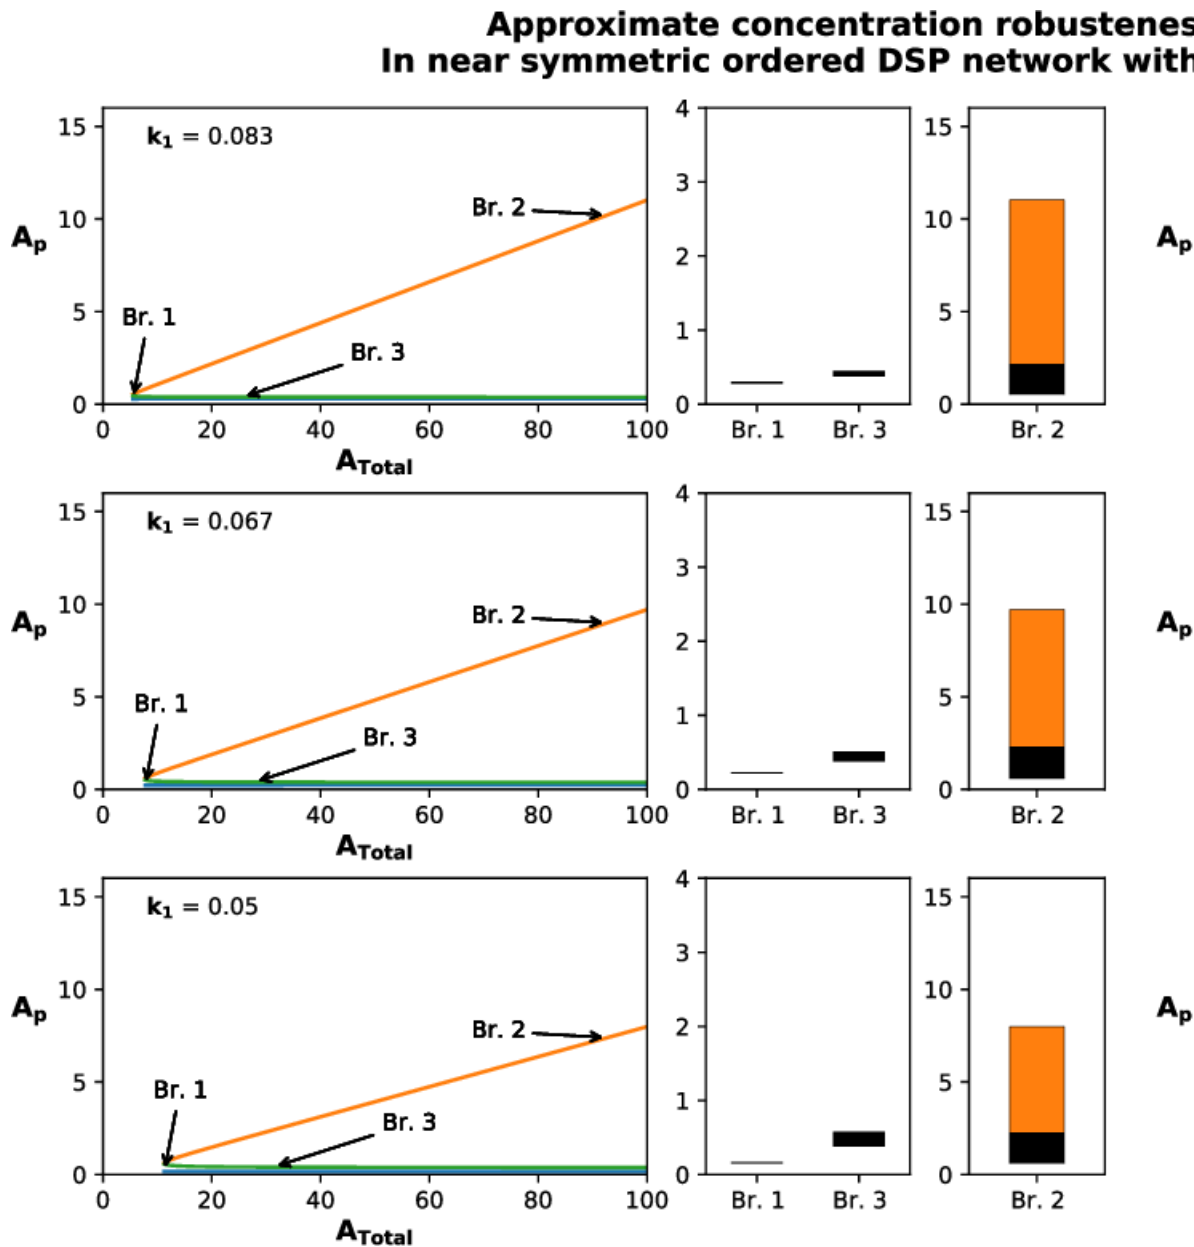 Approximate concentration robustenes
In near symmetric ordered DSP network with
k1 = 0.083
Br. 1
Br. 2
Br. 3
Ap
15
10
5
0
0 20 40 60 80 100
ATotal
4
3
2
1
0
Br. 1 Br. 3
15
10
5
0
Br. 2
Ap
k1 = 0.067
Br. 1
Br. 2
Br. 3
Ap
15
10
5
0
0 20 40 60 80 100
ATotal
4
3
2
1
0
Br. 1 Br. 3
15
10
5
0
Br. 2
Ap
k1 = 0.05
Br. 1
Br. 2
Br. 3
Ap
15
10
5
0
0 20 40 60 80 100
ATotal
4
3
2
1
0
Br. 1 Br. 3
15
10
5
0
Br. 2
Ap